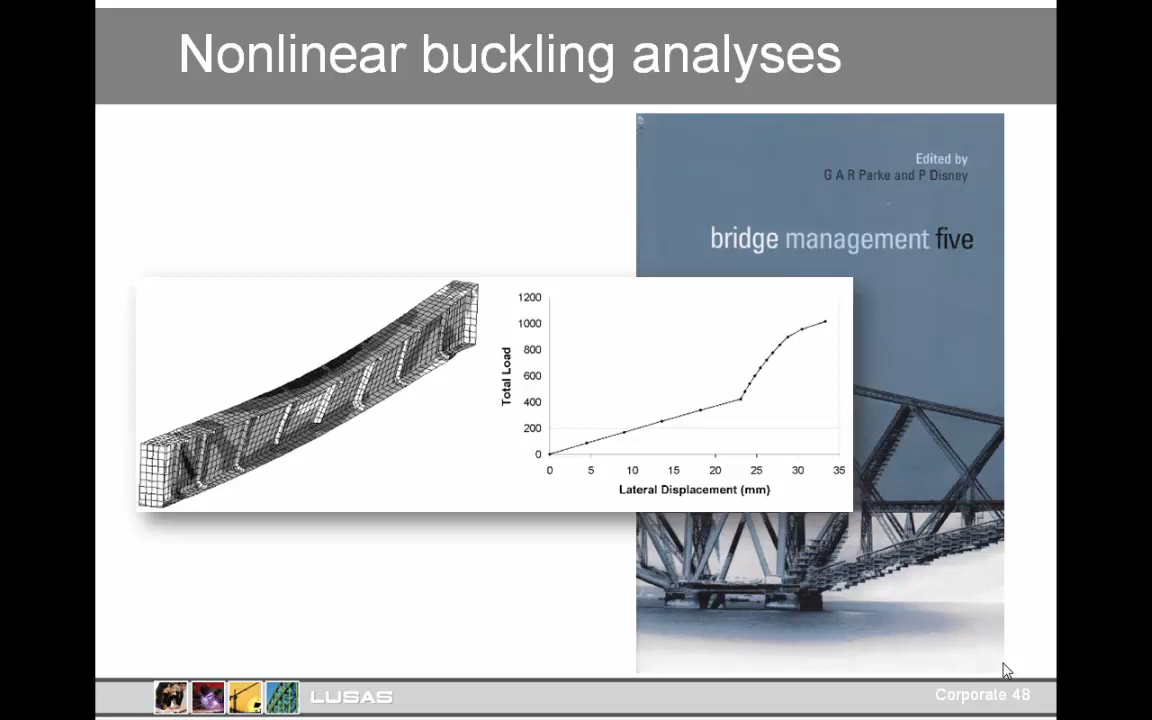 Nonlinear buckling analyses
Edited by
G A R Parke and P Disney
bridge management five
1200
1000
800
600
400
200
0
Total Load
0 5 10 15 20 25 30 35
Lateral Displacement (mm)
LUSAS
Corporate 48